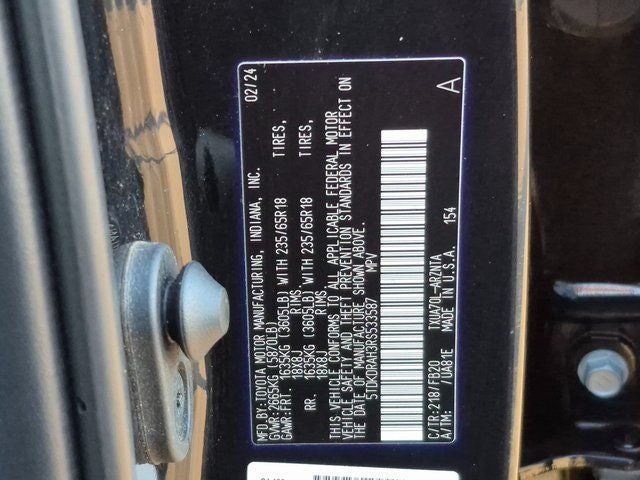 MFD.BY:TOYOTA MOTOR MANUFACTURING, INDIANA, INC. 02/24
GVWR:2665KG (5870LB)
GAWR:FRT. 1635KG (3605LB) WITH 235/65R18 TIRES,
18X8J RIMS
RR. 1635KG (3605LB) WITH 235/65R18 TIRES,
18X8J RIMS
THIS VEHICLE CONFORMS TO ALL APPLICABLE FEDERAL MOTOR
VEHICLE SAFETY AND THEFT PREVENTION STANDARDS IN EFFECT ON
THE DATE OF MANUFACTURE SHOWN ABOVE.
5TDKDRAH3RS533587 MPV
C/TR:218/FB20 TXUA70L-ARZNTA A
A/TM: /UA81E MADE IN U.S.A. 154